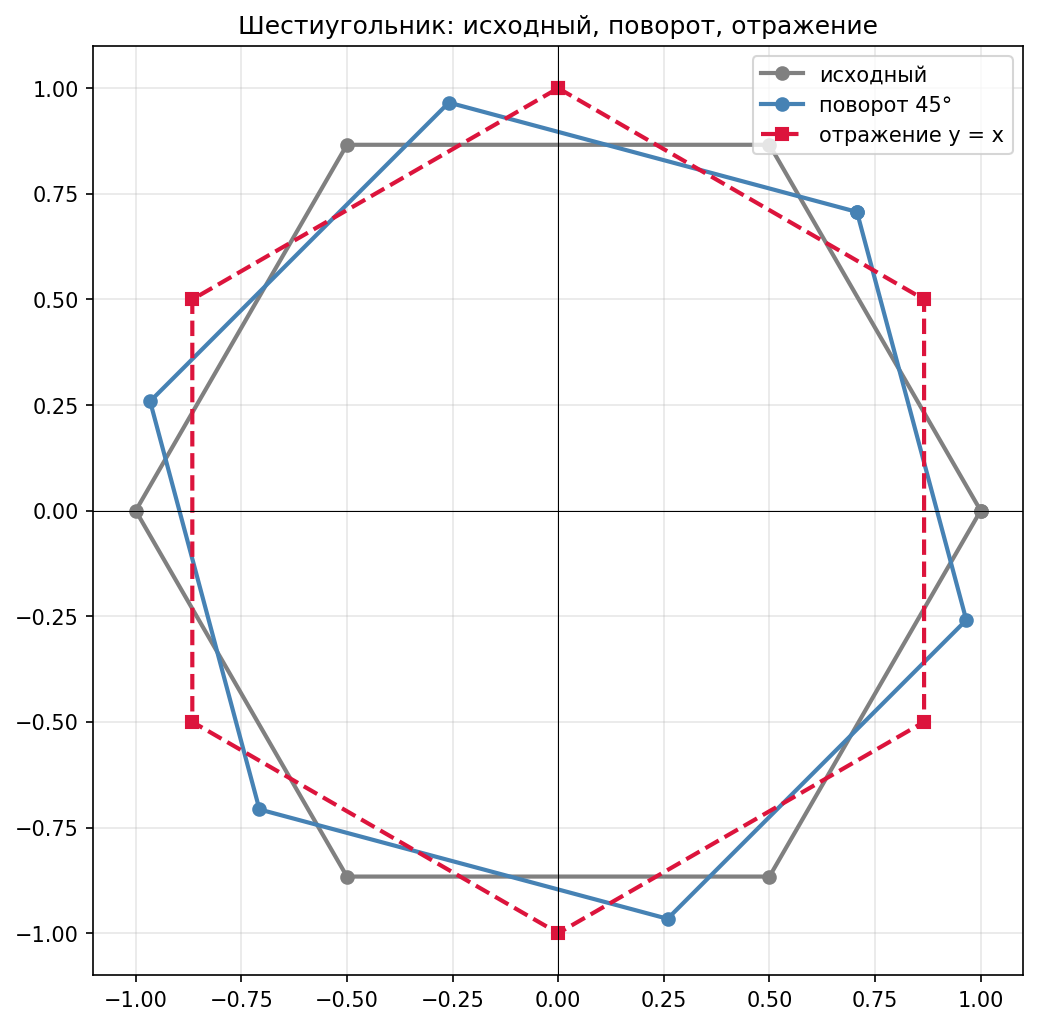 Шестиугольник: исходный, поворот, отражение
исходный
поворот 45°
отражение y = x
1.00
0.75
0.50
0.25
0.00
−0.25
−0.50
−0.75
−1.00
−1.00 −0.75 −0.50 −0.25 0.00 0.25 0.50 0.75 1.00